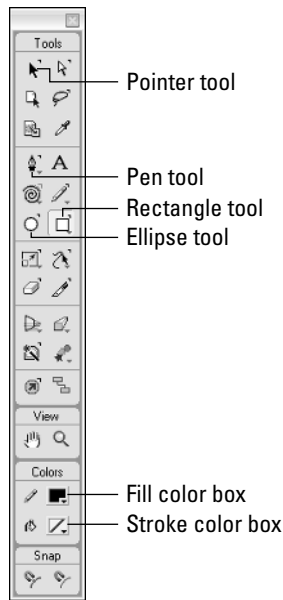 Tools
Pointer tool
A
Pen tool
Rectangle tool
Ellipse tool
View
Colors
Fill color box
Stroke color box
Snap